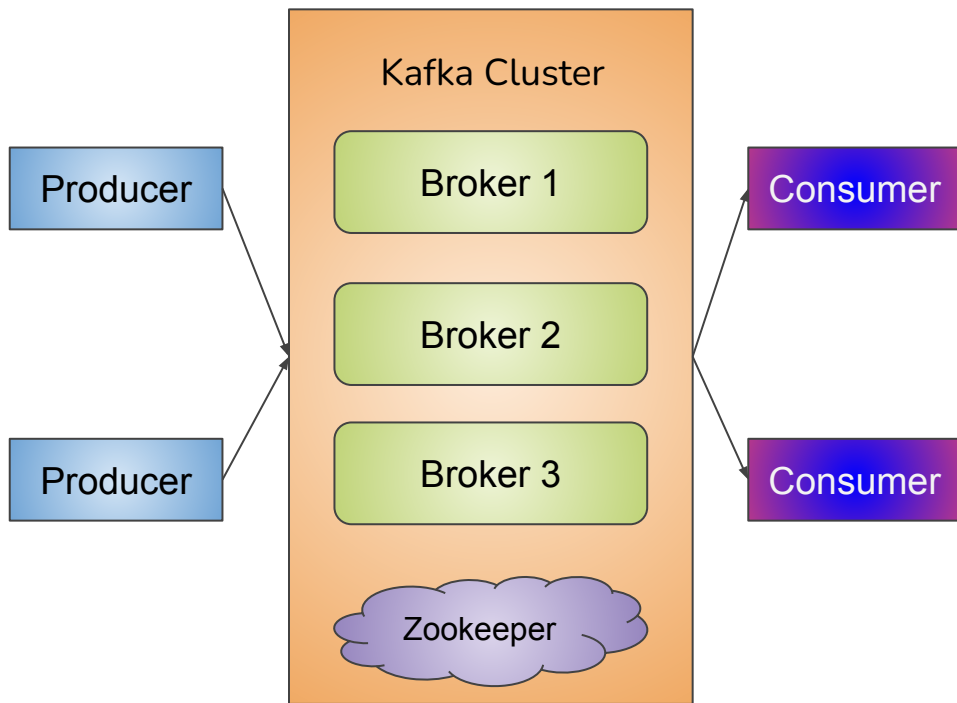 Kafka Cluster
Producer
Broker 1
Consumer
Broker 2
Producer
Broker 3
Consumer
Zookeeper